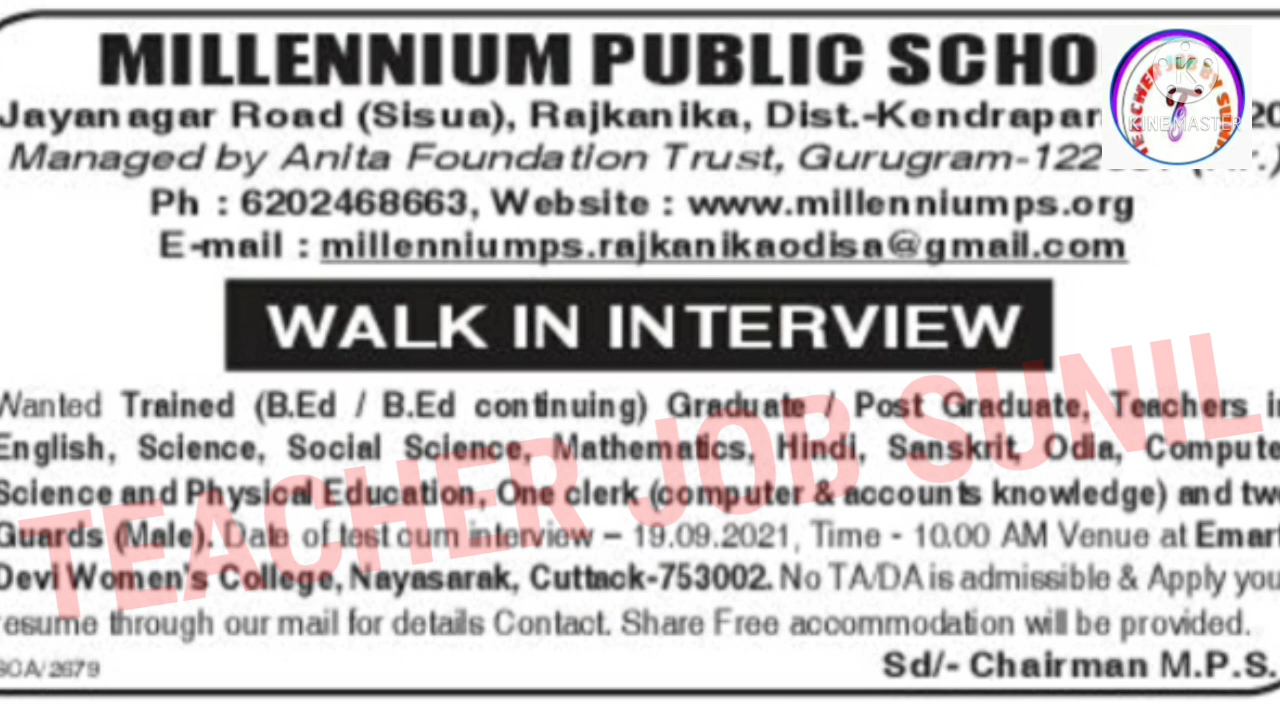 MILLENNIUM PUBLIC SCHO
Jayanagar Road (Sisua), Rajkanika, Dist.-Kendrapar 20
Managed by Anita Foundation Trust, Gurugram-122
Ph : 6202468663, Website : www.millenniumps.org
E-mail : millenniumps.rajkanikaodisa@gmail.com
WALK IN INTERVIEW
Wanted Trained (B.Ed / B.Ed continuing) Graduate / Post Graduate, Teachers i
English, Science, Social Science, Mathematics, Hindi, Sanskrit, Odia, Compute
Science and Physical Education, One clerk (computer & accounts knowledge) and tw
Guards (Male). Date of test cum interview – 19.09.2021, Time - 10.00 AM Venue at Emar
Devi Women's College, Nayasarak, Cuttack-753002. No TA/DA is admissible & Apply you
resume through our mail for details Contact. Share Free accommodation will be provided.
Sd/- Chairman M.P.S.
TEACHER JOB SUNIL
KINEMASTER